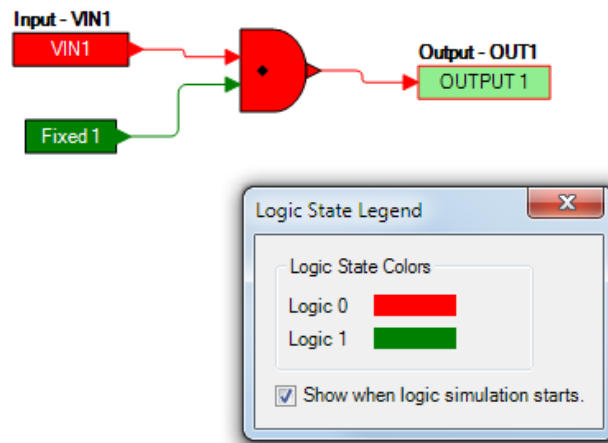 Input - VIN1
VIN1
Output - OUT1
OUTPUT 1
Fixed 1
Logic State Legend
Logic State Colors
Logic 0
Logic 1
Show when logic simulation starts.